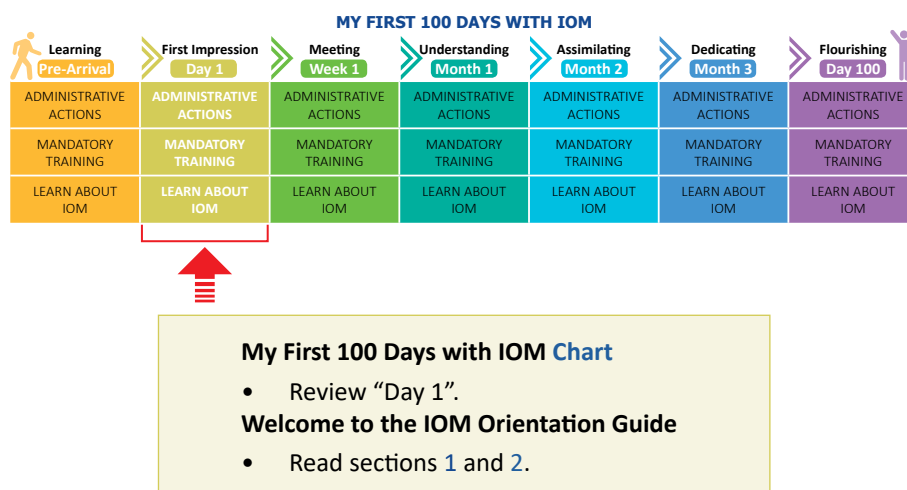 MY FIRST 100 DAYS WITH IOM
Learning First Impression Meeting Understanding Assimilating Dedicating Flourishing
Pre-Arrival Day 1 Week 1 Month 1 Month 2 Month 3 Day 100
ADMINISTRATIVE ADMINISTRATIVE ADMINISTRATIVE ADMINISTRATIVE ADMINISTRATIVE ADMINISTRATIVE ADMINISTRATIVE
ACTIONS ACTIONS ACTIONS ACTIONS ACTIONS ACTIONS ACTIONS
MANDATORY MANDATORY MANDATORY MANDATORY MANDATORY MANDATORY MANDATORY
TRAINING TRAINING TRAINING TRAINING TRAINING TRAINING TRAINING
LEARN ABOUT LEARN ABOUT LEARN ABOUT LEARN ABOUT LEARN ABOUT LEARN ABOUT LEARN ABOUT
IOM IOM IOM IOM IOM IOM IOM
My First 100 Days with IOM Chart
• Review “Day 1”.
Welcome to the IOM Orientation Guide
• Read sections 1 and 2.